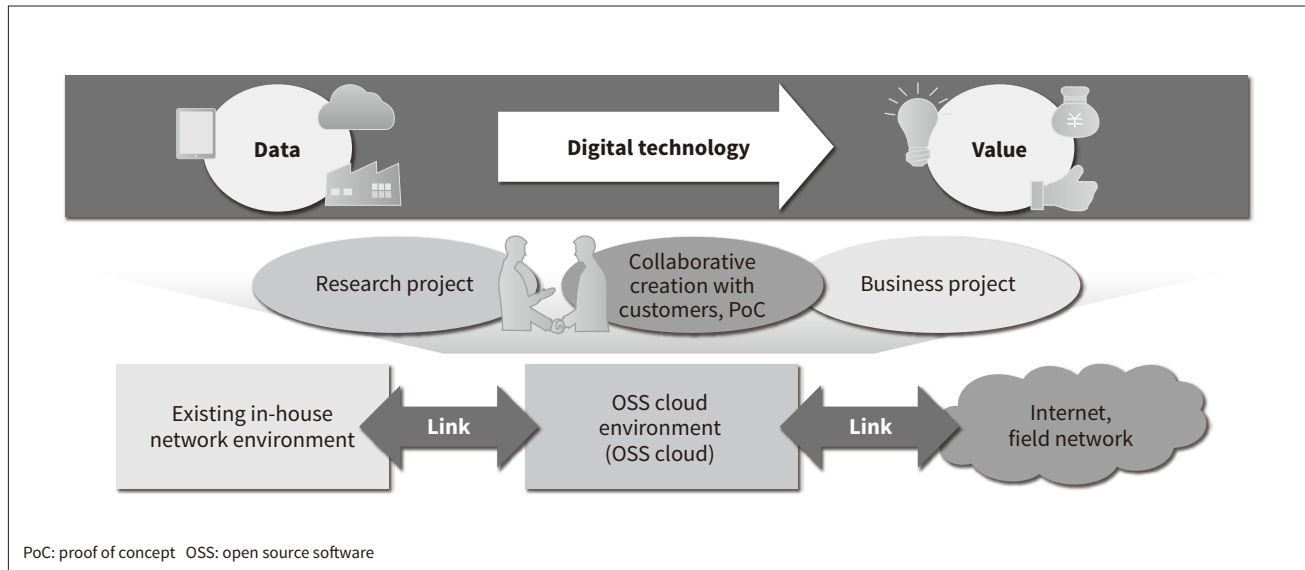 Data
Digital technology
¥
Value
Research project
Collaborative
creation with
customers, PoC
Business project
Existing in-house
network environment
Link
OSS cloud
environment
(OSS cloud)
Link
Internet,
field network
PoC: proof of concept OSS: open source software